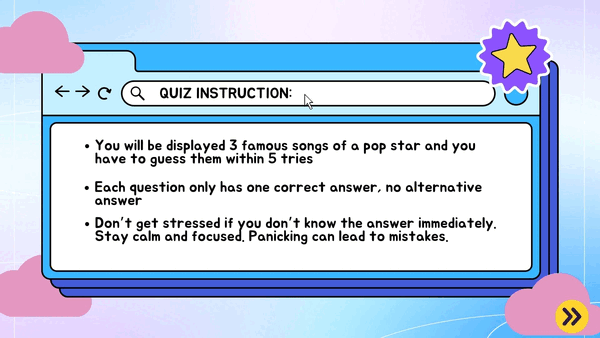 QUIZ INSTRUCTION:
• You will be displayed 3 famous songs of a pop star and you
have to guess them within 5 tries
• Each question only has one correct answer, no alternative
answer
• Don't get stressed if you don't know the answer immediately.
Stay calm and focused. Panicking can lead to mistakes.